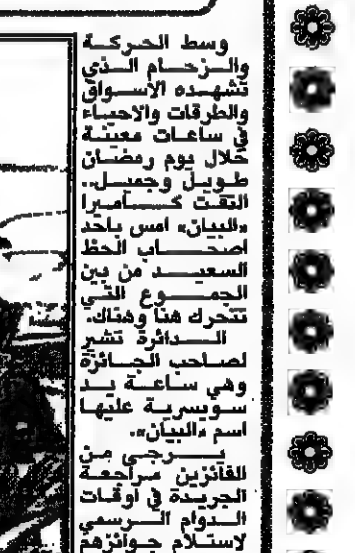 وسط الحركة
والزحام الذي
تشهده الاسواق
والطرقات والاحياء
في ساعات معينة
خلال يوم رمضان
طويل وجميل..
التقت كاميرا
«البيان» امس باحد
اصحاب الحظ
السعيد من بين
الجموع التي
تتحرك هنا وهناك.
الدائرة تشير
لصاحب الجائزة
وهي ساعة يد
سويسرية عليها
اسم «البيان».
يرجى من
الفائزين مراجعة
الجريدة في اوقات
الدوام الرسمي
لاستلام جوائزهم